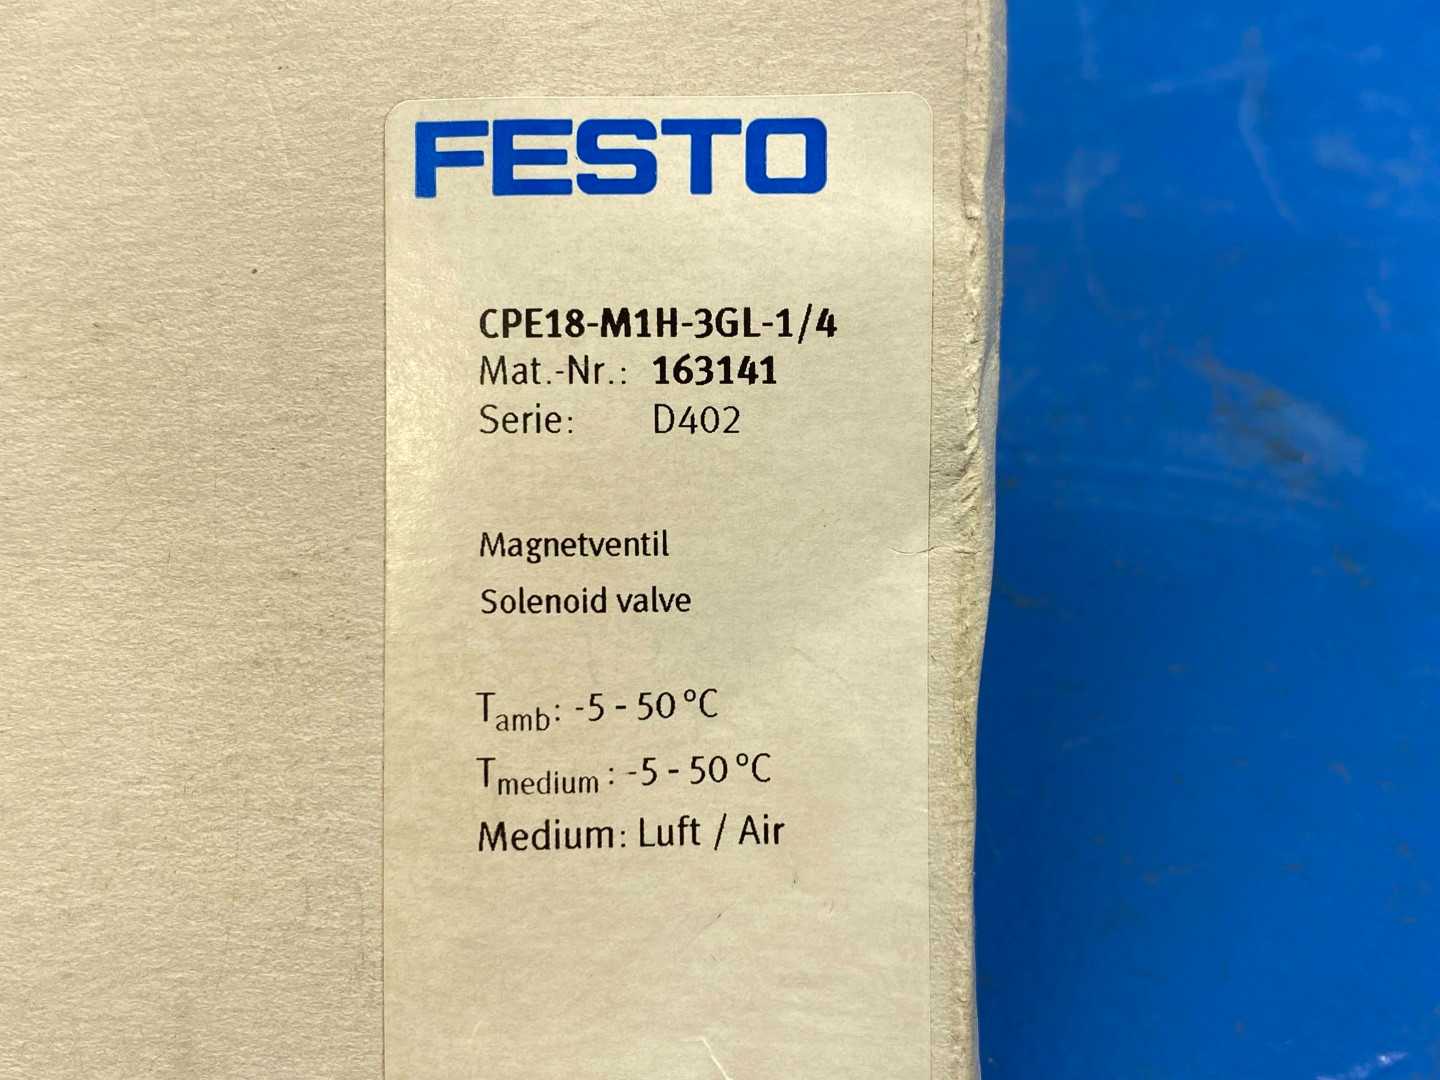 FESTO
CPE18-M1H-3GL-1/4
Mat.-Nr.: 163141
Serie: D402
Magnetventil
Solenoid valve
Tamb: -5 - 50 °C
Tmedium : -5 - 50 °C
Medium: Luft / Air